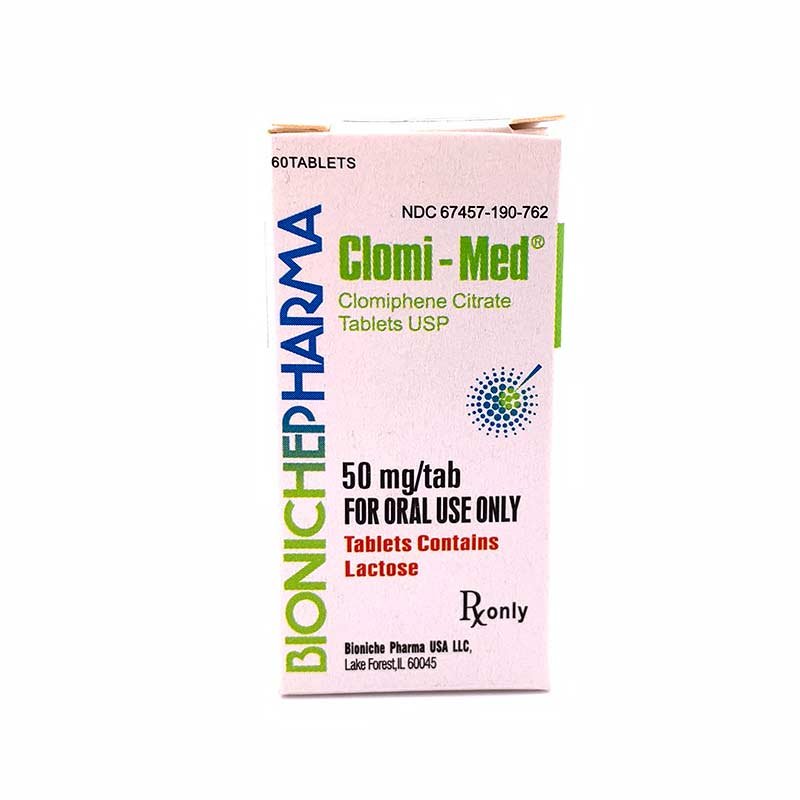 60TABLETS
NDC 67457-190-762
Clomi-Med®
Clomiphene Citrate
Tablets USP
BIONICHEPHARMA
50 mg/tab
FOR ORAL USE ONLY
Tablets Contains
Lactose
Rx only
Bioniche Pharma USA LLC,
Lake Forest,IL 60045